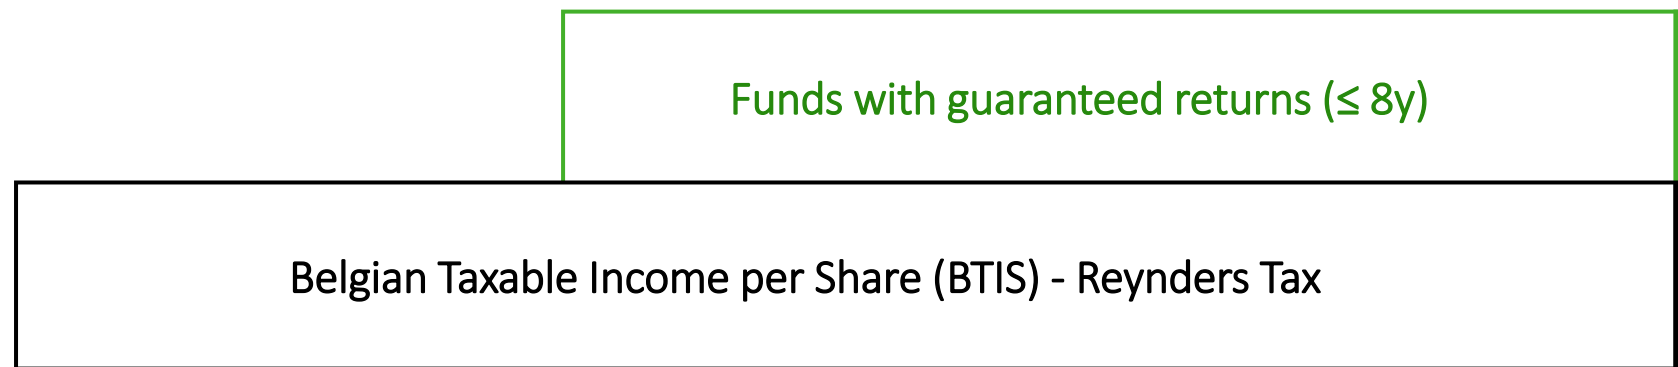 Funds with guaranteed returns (≤ 8y)
Belgian Taxable Income per Share (BTIS) - Reynders Tax